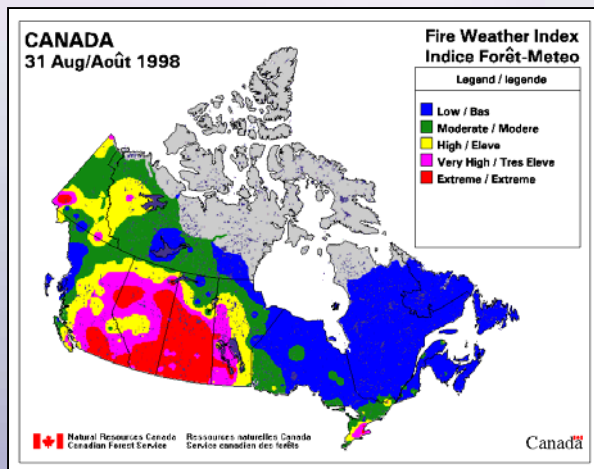 CANADA
31 Aug/Août 1998
Fire Weather Index
Indice Forêt-Meteo
Legend / legende
Low / Bas
Moderate / Modere
High / Eleve
Very High / Tres Eleve
Extreme / Extreme
Natural Resources Canada
Canadian Forest Service
Ressources naturelles Canada
Service canadien des forêts
Canada